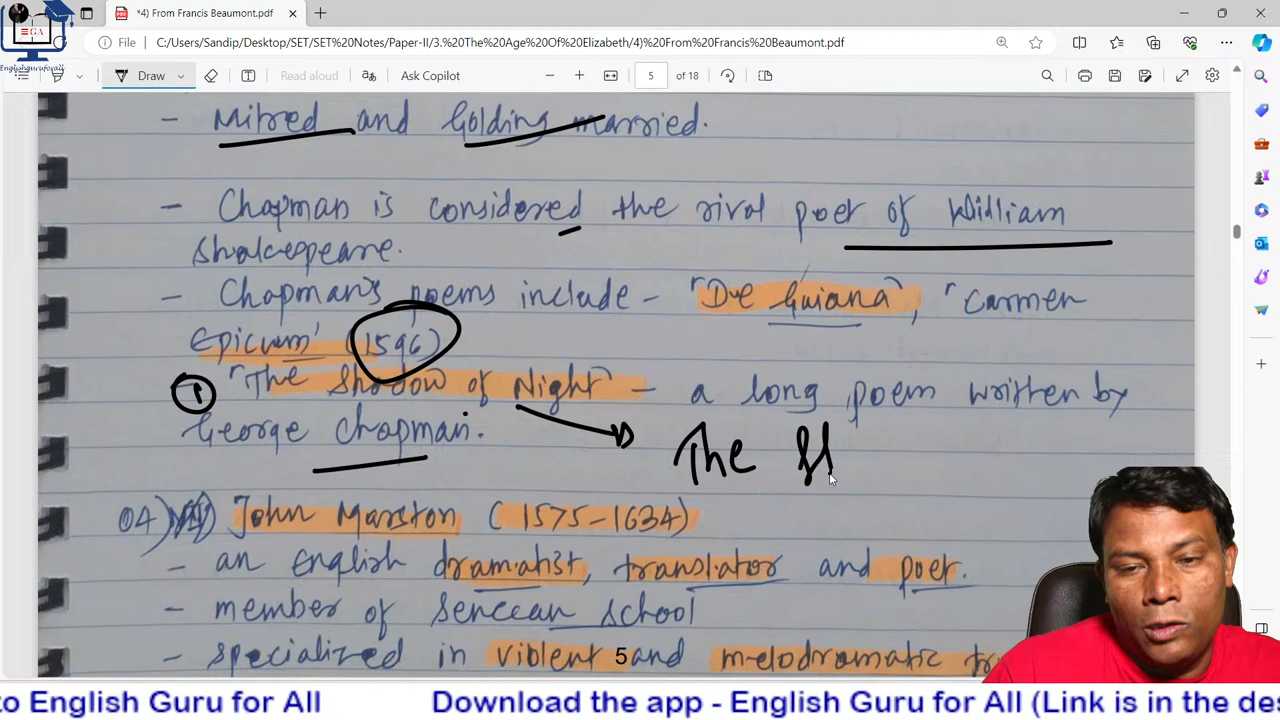 *4) From Francis Beaumont.pdf
File C:/Users/Sandip/Desktop/SET/SET%20Notes/Paper-II/3.%20The%20Age%20Of%20Elizabeth/4)%20From%20Francis%20Beaumont.pdf
EGA
Englishguruforall
Draw Read aloud Ask Copilot 5 of 18
- Mitred and Golding married.
- Chapman is considered the rival poet of William
Shakespeare.
- Chapman's poems include - "De Guiana", "Carmen
Epicum" (1596)
1 "The Shadow of Night" - a long poem written by
George Chapman.
The
04) John Marston (1575-1634)
- an English dramatist, translator and poet.
- member of Senecan school
- specialized in violent and melodramatic
5
to English Guru for All Download the app - English Guru for All (Link is in the des